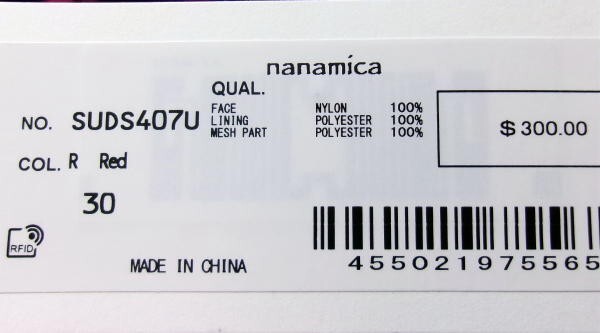 nanamica
QUAL.
FACE NYLON 100%
LINING POLYESTER 100%
MESH PART POLYESTER 100%
NO. SUDS407U
$300.00
COL. R Red
30
RFID
MADE IN CHINA
455021975565